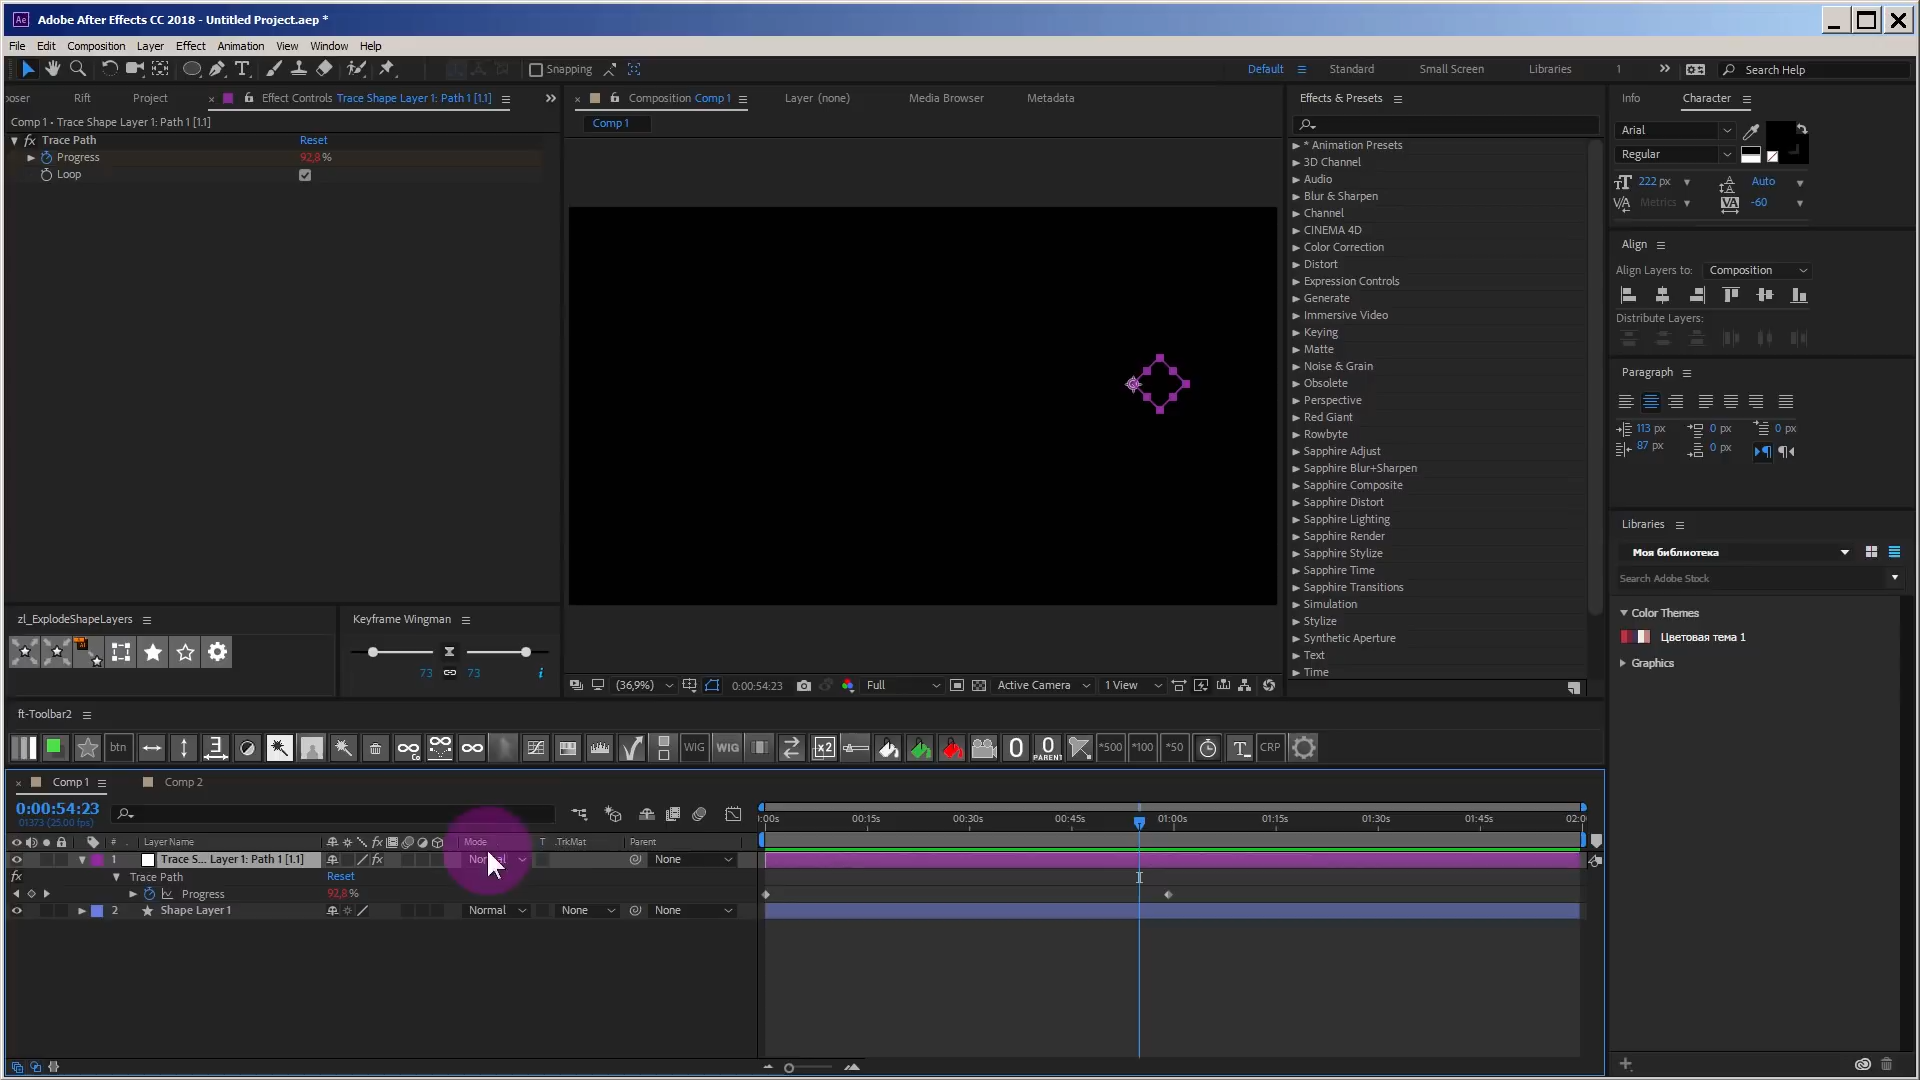 Adobe After Effects CC 2018 - Untitled Project.aep *
File Edit Composition Layer Effect Animation View Window Help
Snapping
Default Standard Small Screen Libraries 1 Search Help
poser Rift Project Effect Controls Trace Shape Layer 1: Path 1 [1.1]
Composition Comp 1 Layer (none) Media Browser Metadata
Effects & Presets
Info Character
Comp 1 • Trace Shape Layer 1: Path 1 [1.1]
Comp 1
Trace Path Reset
Progress 92,8 %
Loop
* Animation Presets
3D Channel
Audio
Blur & Sharpen
Channel
CINEMA 4D
Color Correction
Distort
Expression Controls
Generate
Immersive Video
Keying
Matte
Noise & Grain
Obsolete
Perspective
Red Giant
Rowbyte
Sapphire Adjust
Sapphire Blur+Sharpen
Sapphire Composite
Sapphire Distort
Sapphire Lighting
Sapphire Render
Sapphire Stylize
Sapphire Time
Sapphire Transitions
Simulation
Stylize
Synthetic Aperture
Text
Time
Arial
Regular
222 px Auto
Metrics -60
Align
Align Layers to: Composition
Distribute Layers:
Paragraph
113 px 0 px 0 px
87 px 0 px
Libraries
Моя библиотека
Search Adobe Stock
Color Themes
Цветовая тема 1
Graphics
zl_ExplodeShapeLayers Keyframe Wingman
73 73
(36,9%) 0:00:54:23 Full Active Camera 1 View
ft-Toolbar2
btn WIG WIG x2 0 0 PARENT *500 *100 *50 T CRP
Comp 1 Comp 2
0:00:54:23
01373 (25.00 fps)
:00s 00:15s 00:30s 00:45s 01:00s 01:15s 01:30s 01:45s 02:0
# Layer Name Mode T .TrkMat Parent
1 Trace S... Layer 1: Path 1 [1.1] Normal None
Trace Path Reset
Progress 92,8 %
2 Shape Layer 1 Normal None None